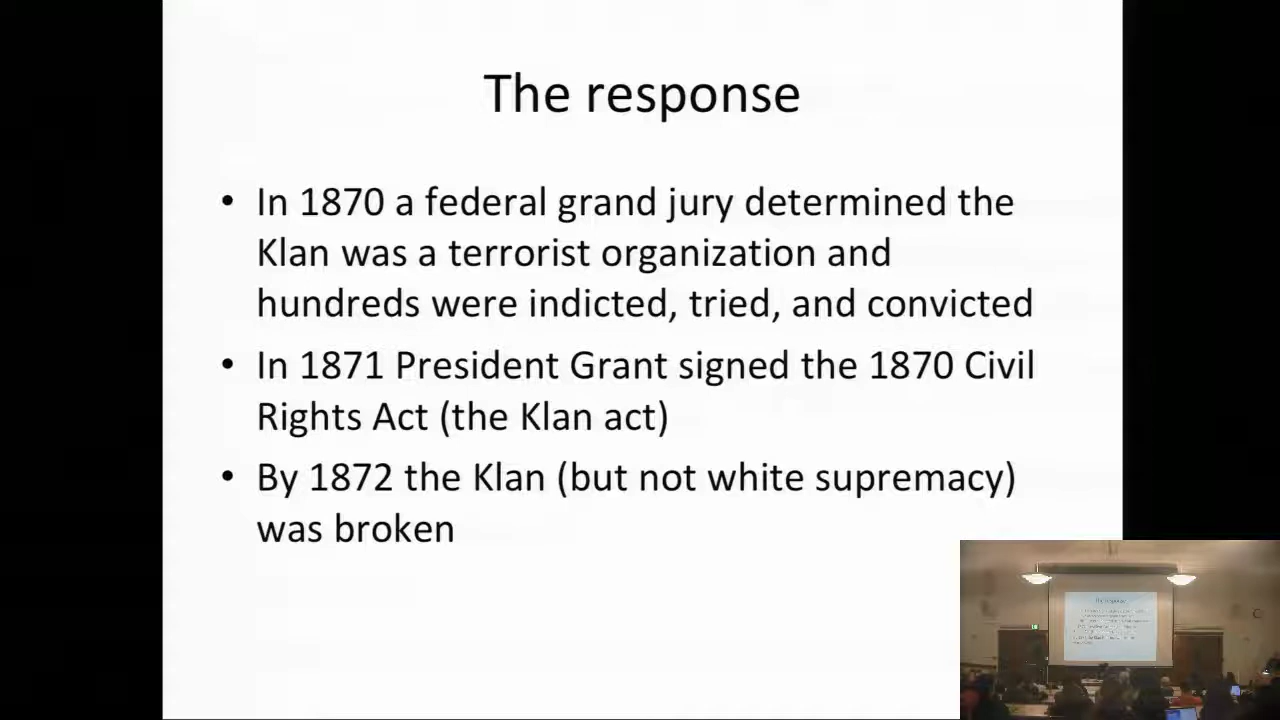 The response
• In 1870 a federal grand jury determined the
Klan was a terrorist organization and
hundreds were indicted, tried, and convicted
• In 1871 President Grant signed the 1870 Civil
Rights Act (the Klan act)
• By 1872 the Klan (but not white supremacy)
was broken